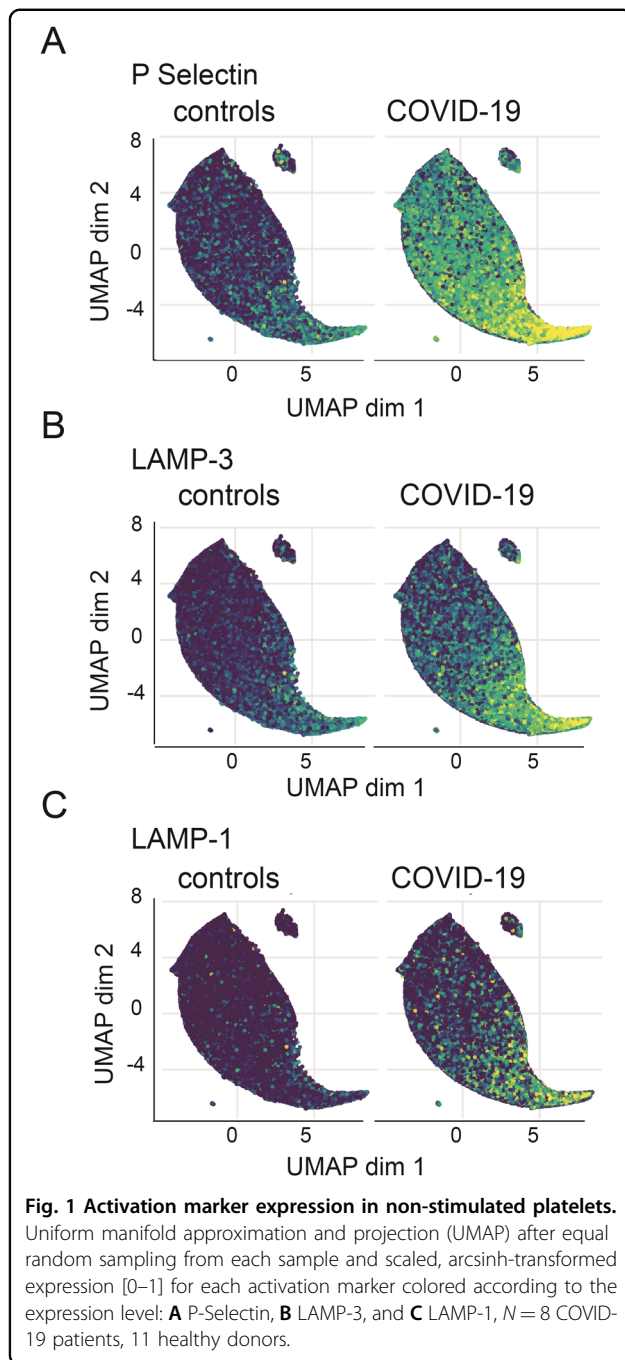 A
P Selectin
controls COVID-19
8
4
0
-4
UMAP dim 2
0 5 0 5
UMAP dim 1
B
LAMP-3
controls COVID-19
8
4
0
-4
UMAP dim 2
0 5 0 5
UMAP dim 1
C
LAMP-1
controls COVID-19
8
4
0
-4
UMAP dim 2
0 5 0 5
UMAP dim 1
Fig. 1 Activation marker expression in non-stimulated platelets.
Uniform manifold approximation and projection (UMAP) after equal
random sampling from each sample and scaled, arcsinh-transformed
expression [0–1] for each activation marker colored according to the
expression level: A P-Selectin, B LAMP-3, and C LAMP-1, N = 8 COVID-
19 patients, 11 healthy donors.